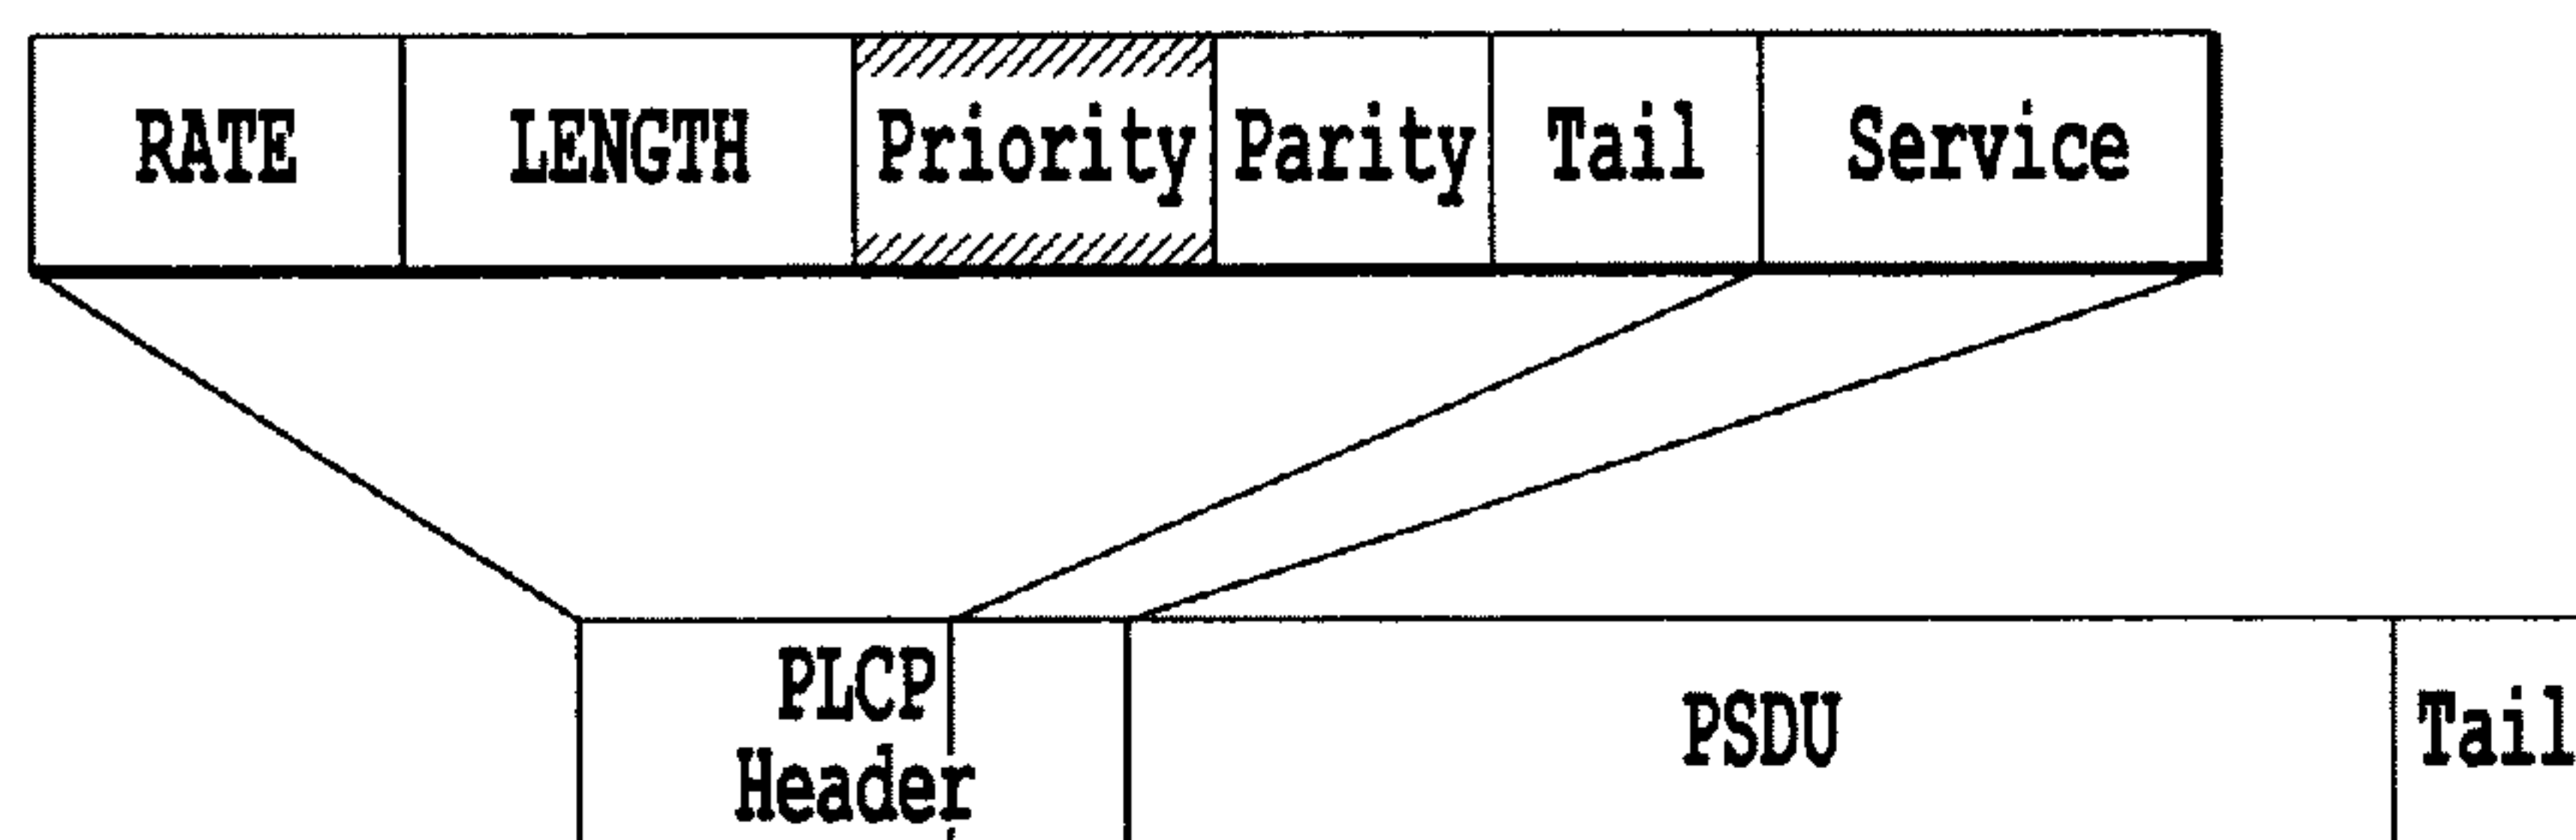 RATE LENGTH Priority Parity Tail Service
PLCP
Header
PSDU
Tail